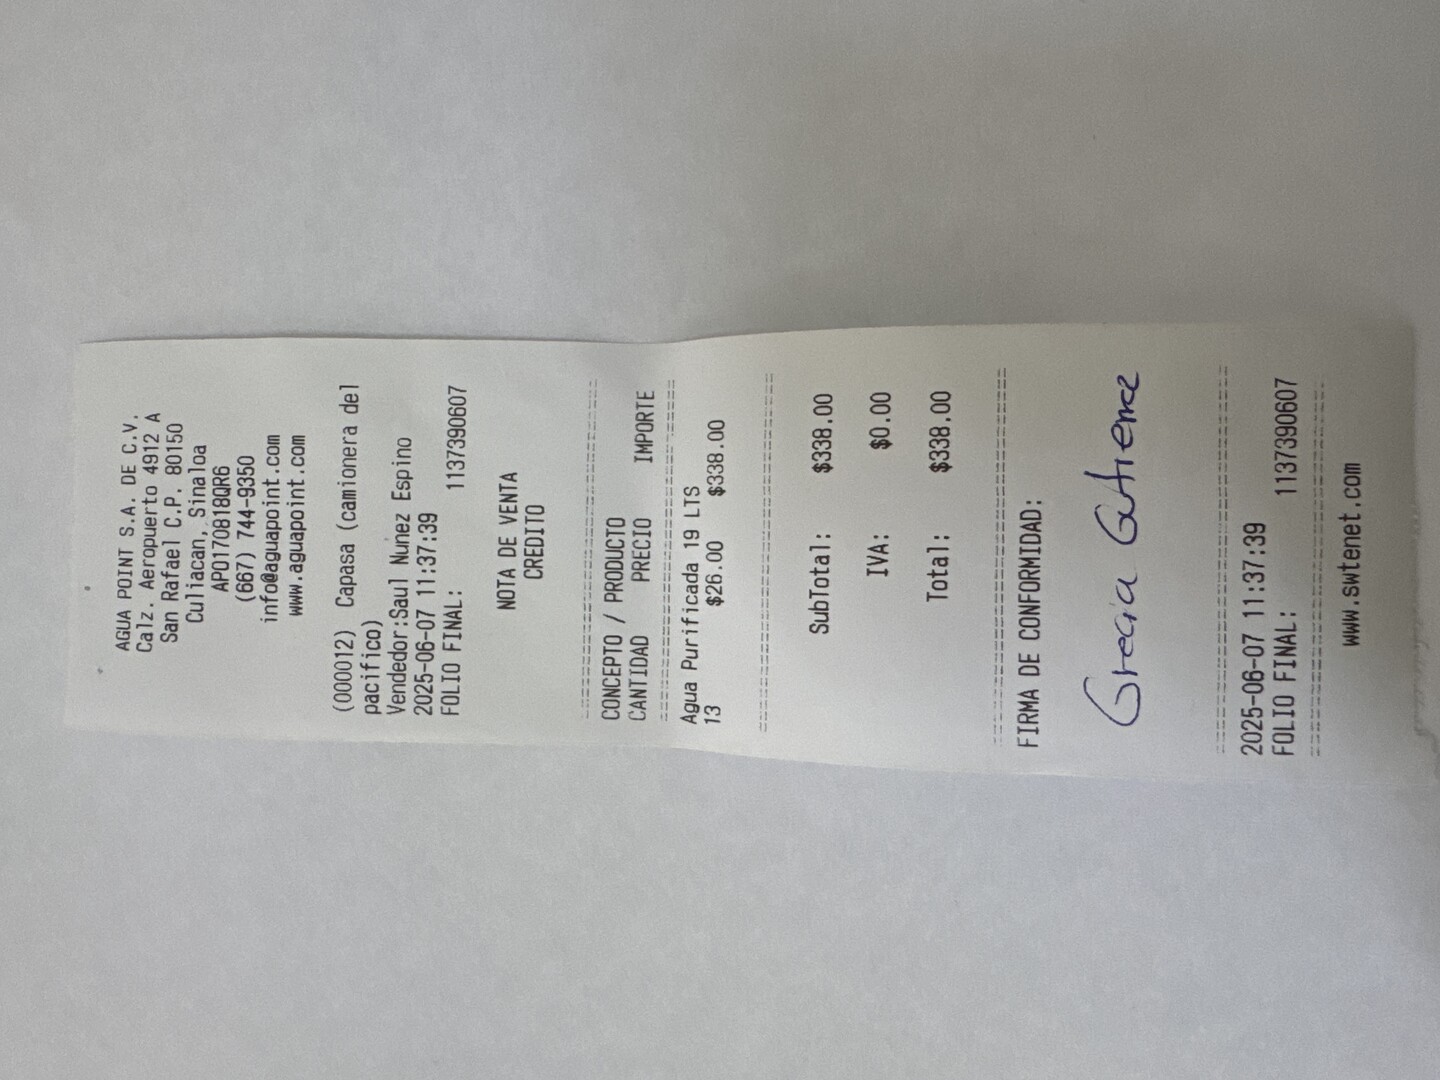 AGUA POINT S.A. DE C.V.
Calz. Aeropuerto 4912 A
San Rafael C.P. 80150
Culiacan, Sinaloa
APO170818QR6
(667) 744-9350
info@aguapoint.com
www.aguapoint.com
(000012) Capasa (camionera del
pacifico)
Vendedor:Saul Nunez Espino
2025-06-07 11:37:39
FOLIO FINAL: 1137390607
NOTA DE VENTA
CREDITO
CONCEPTO / PRODUCTO
CANTIDAD PRECIO IMPORTE
Agua Purificada 19 LTS
13 $26.00 $338.00
SubTotal: $338.00
IVA: $0.00
Total: $338.00
FIRMA DE CONFORMIDAD:
Grecia
2025-06-07 11:37:39
FOLIO FINAL: 1137390607
www.swtenet.com